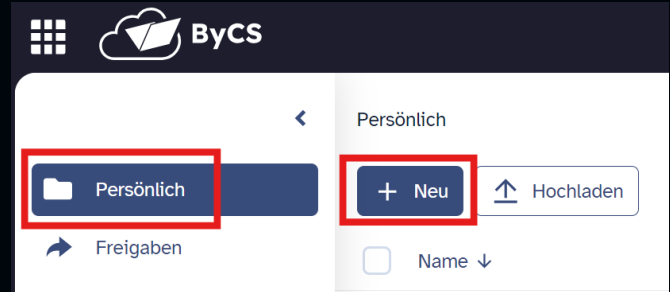 ByCS
Persönlich
Persönlich
Neu
Hochladen
Freigaben
Name